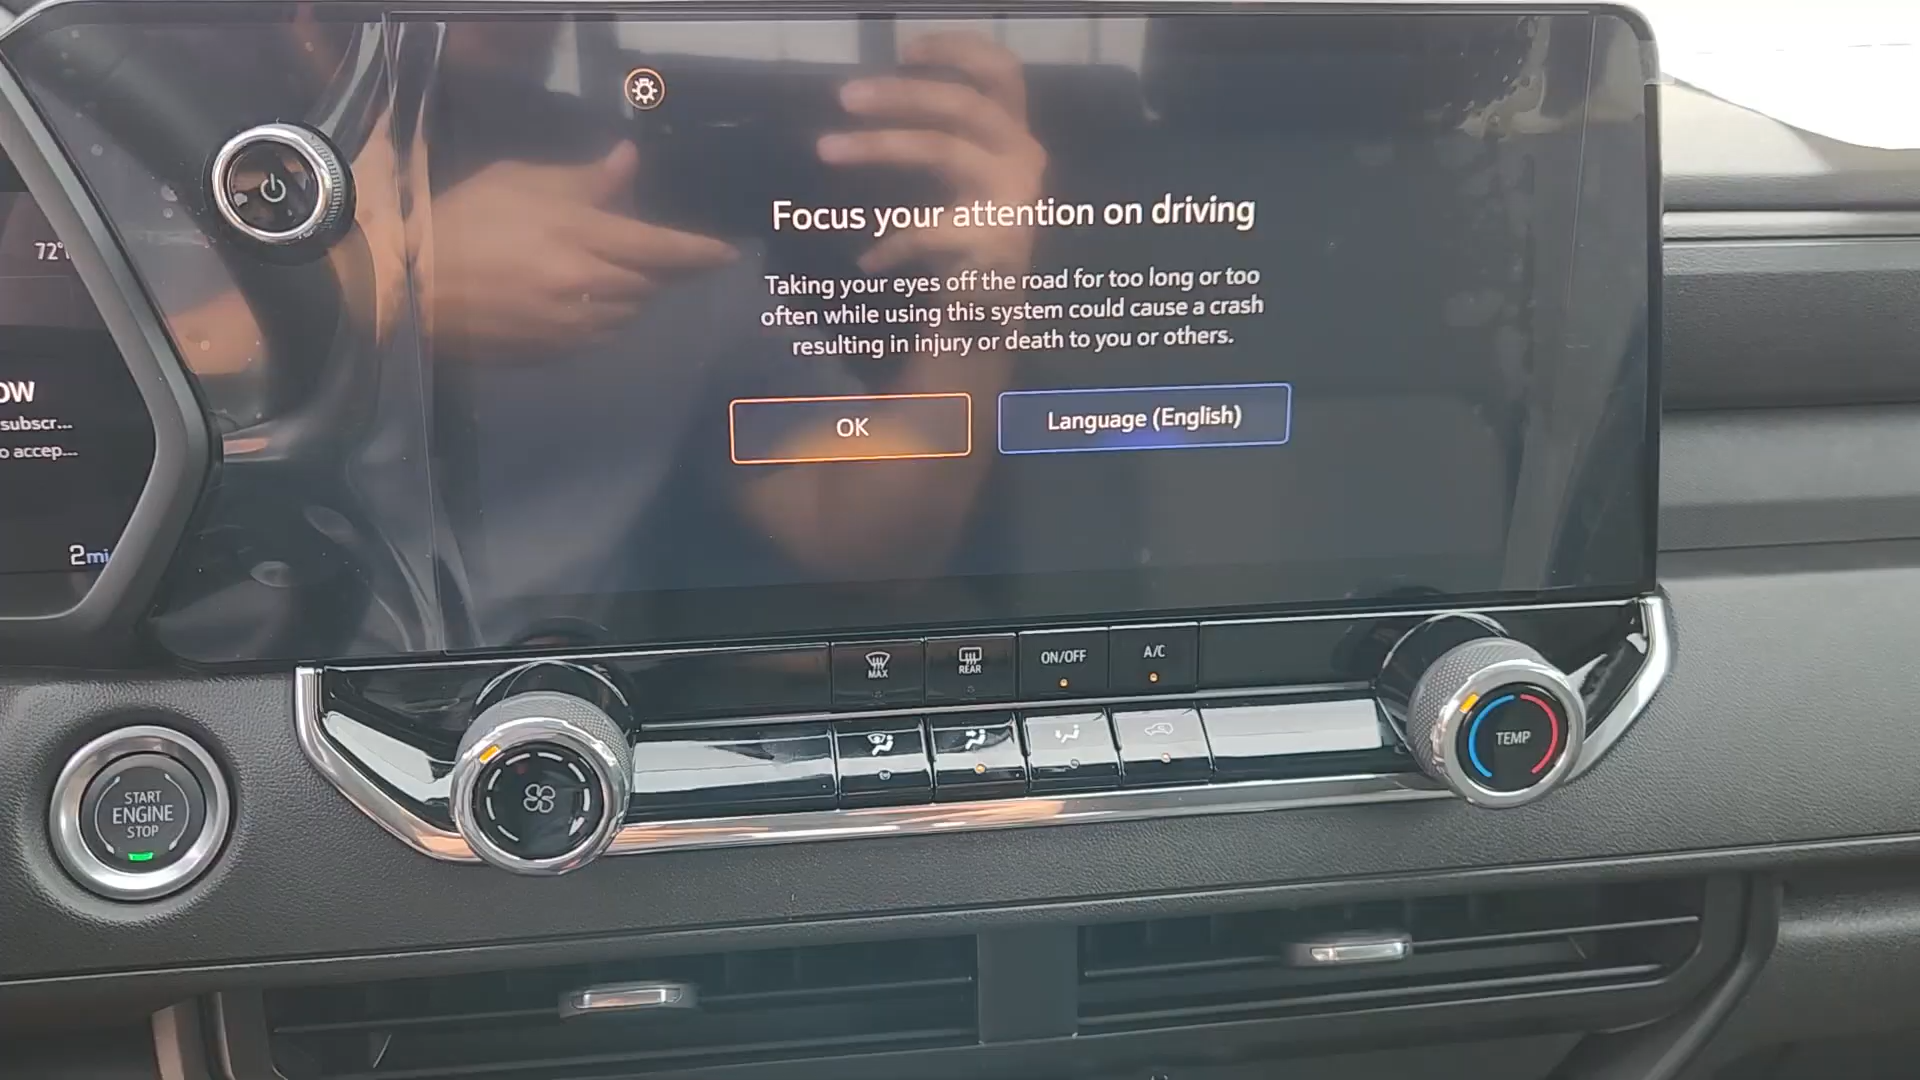 72°
OW
subscr...
o accep...
2mi
Focus your attention on driving
Taking your eyes off the road for too long or too
often while using this system could cause a crash
resulting in injury or death to you or others.
OK
Language (English)
MAX
REAR
ON/OFF
A/C
TEMP
START
ENGINE
STOP